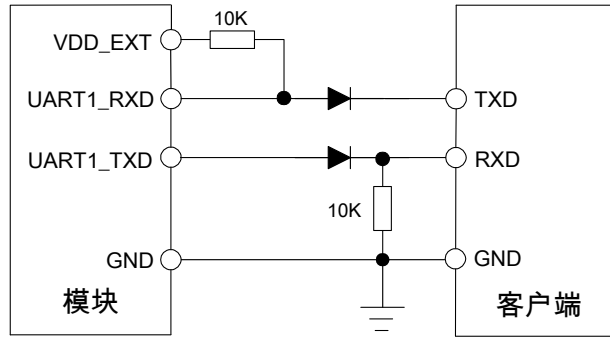 10K
VDD_EXT
UART1_RXD
TXD
UART1_TXD
RXD
10K
GND
GND
模块
客户端